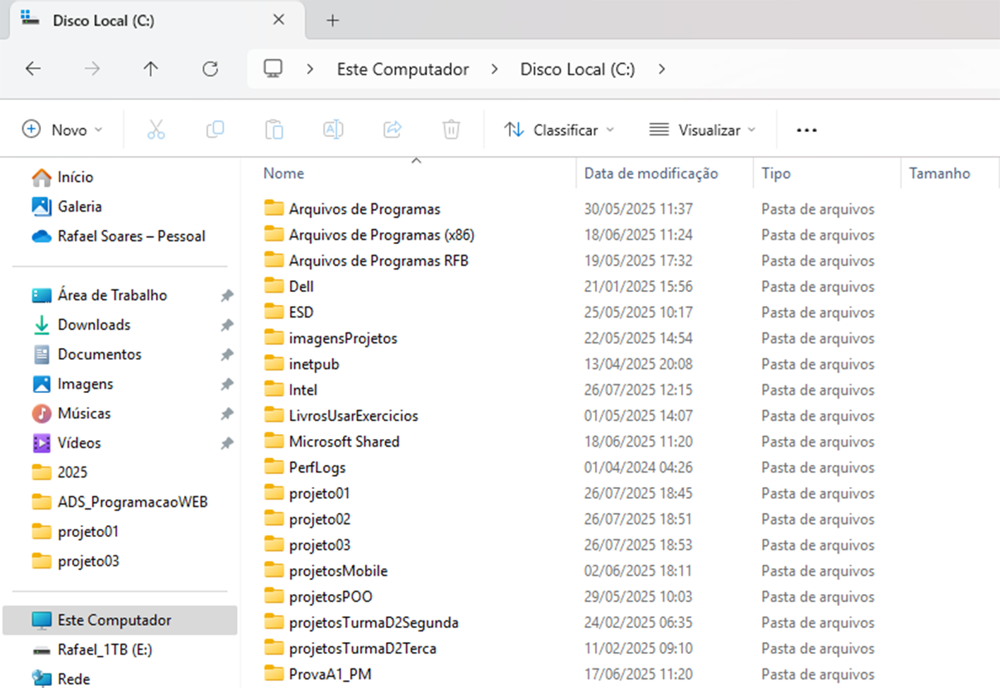 Disco Local (C:)
Este Computador Disco Local (C:)
Novo Classificar Visualizar
Início
Galeria
Rafael Soares – Pessoal
Área de Trabalho
Downloads
Documentos
Imagens
Músicas
Vídeos
2025
ADS_ProgramacaoWEB
projeto01
projeto03
Este Computador
Rafael_1TB (E:)
Rede
Nome Data de modificação Tipo Tamanho
Arquivos de Programas 30/05/2025 11:37 Pasta de arquivos
Arquivos de Programas (x86) 18/06/2025 11:24 Pasta de arquivos
Arquivos de Programas RFB 19/05/2025 17:32 Pasta de arquivos
Dell 21/01/2025 15:56 Pasta de arquivos
ESD 25/05/2025 10:17 Pasta de arquivos
imagensProjetos 22/05/2025 14:54 Pasta de arquivos
inetpub 13/04/2025 20:08 Pasta de arquivos
Intel 26/07/2025 12:15 Pasta de arquivos
LivrosUsarExercicios 01/05/2025 14:07 Pasta de arquivos
Microsoft Shared 18/06/2025 11:20 Pasta de arquivos
PerfLogs 01/04/2024 04:26 Pasta de arquivos
projeto01 26/07/2025 18:45 Pasta de arquivos
projeto02 26/07/2025 18:51 Pasta de arquivos
projeto03 26/07/2025 18:53 Pasta de arquivos
projetosMobile 02/06/2025 18:11 Pasta de arquivos
projetosPOO 29/05/2025 10:03 Pasta de arquivos
projetosTurmaD2Segunda 24/02/2025 06:35 Pasta de arquivos
projetosTurmaD2Terca 11/02/2025 09:10 Pasta de arquivos
ProvaA1_PM 17/06/2025 11:20 Pasta de arquivos